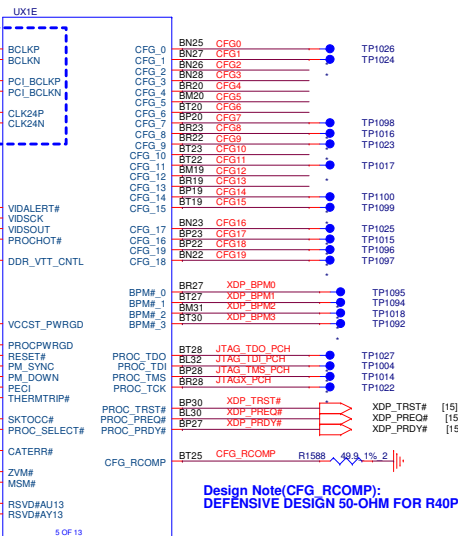 UX1E
BCLKP CFG_0 BN25 CFG0 TP1026
BCLKN CFG_1 BN27 CFG1 TP1024
CFG_2 BN26 CFG2
PCI_BCLKP CFG_3 BN28 CFG3
PCI_BCLKN CFG_4 BR20 CFG4
CFG_5 BM20 CFG5
CLK24P CFG_6 BT20 CFG6
CLK24N CFG_7 BP20 CFG7 TP1098
CFG_8 BR23 CFG8 TP1016
CFG_9 BR22 CFG9 TP1023
CFG_10 BT23 CFG10
CFG_11 BT22 CFG11 TP1017
CFG_12 BM19 CFG12
CFG_13 BR19 CFG13
CFG_14 BP19 CFG14 TP1100
VIDALERT# CFG_15 BT19 CFG15 TP1099
VIDSCK
VIDSOUT CFG_17 BN23 CFG16 TP1025
PROCHOT# CFG_16 BP23 CFG17 TP1015
CFG_19 BP22 CFG18 TP1096
DDR_VTT_CNTL CFG_18 BN22 CFG19 TP1097
BPM#_0 BR27 XDP_BPM0 TP1095
BPM#_1 BT27 XDP_BPM1 TP1094
BPM#_2 BM31 XDP_BPM2 TP1018
VCCST_PWRGD BPM#_3 BT30 XDP_BPM3 TP1092
PROCPWRGD
RESET# PROC_TDO BT28 JTAG_TDO_PCH TP1027
PM_SYNC PROC_TDI BL32 JTAG_TDI_PCH TP1004
PM_DOWN PROC_TMS BP28 JTAG_TMS_PCH TP1014
PECI PROC_TCK BR28 JTAGX_PCH TP1022
THERMTRIP#
PROC_TRST# BP30 XDP_TRST# XDP_TRST# [15]
SKTOCC# PROC_PREQ# BL30 XDP_PREQ# XDP_PREQ# [15
PROC_SELECT# PROC_PRDY# BP27 XDP_PRDY# XDP_PRDY# [15
CATERR#
CFG_RCOMP BT25 CFG_RCOMP R1588 49.9 1% 2
ZVM#
MSM#
Design Note(CFG_RCOMP):
DEFENSIVE DESIGN 50-OHM FOR R40P
RSVD#AU13
RSVD#AY13
5 OF 13